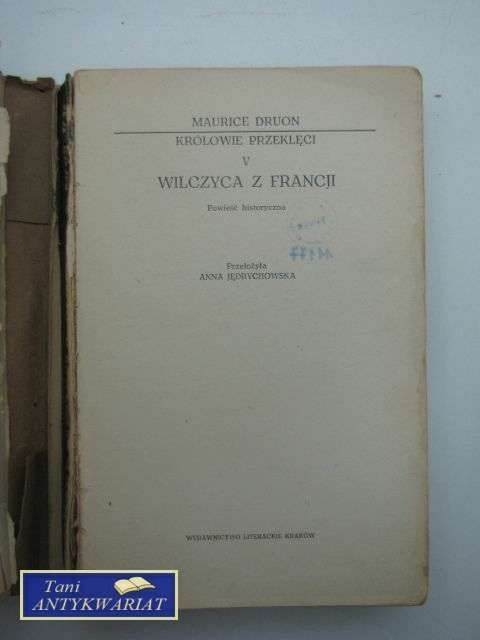 MAURICE DRUON
KRÓLOWIE PRZEKLĘCI
V
WILCZYCA Z FRANCJI
Powieść historyczna
Przełożyła
ANNA JĘDRYCHOWSKA
WYDAWNICTWO LITERACKIE KRAKÓW
Tani
ANTYKWARIAT